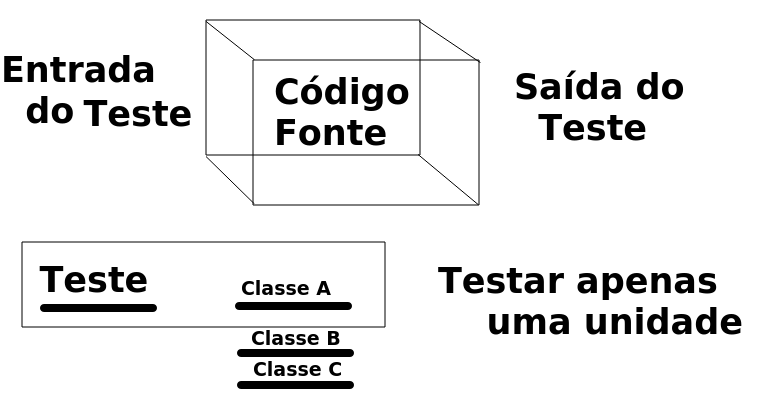 Entrada
do Teste
Código
Fonte
Saída do
Teste
Teste
Classe A
Classe B
Classe C
Testar apenas
uma unidade